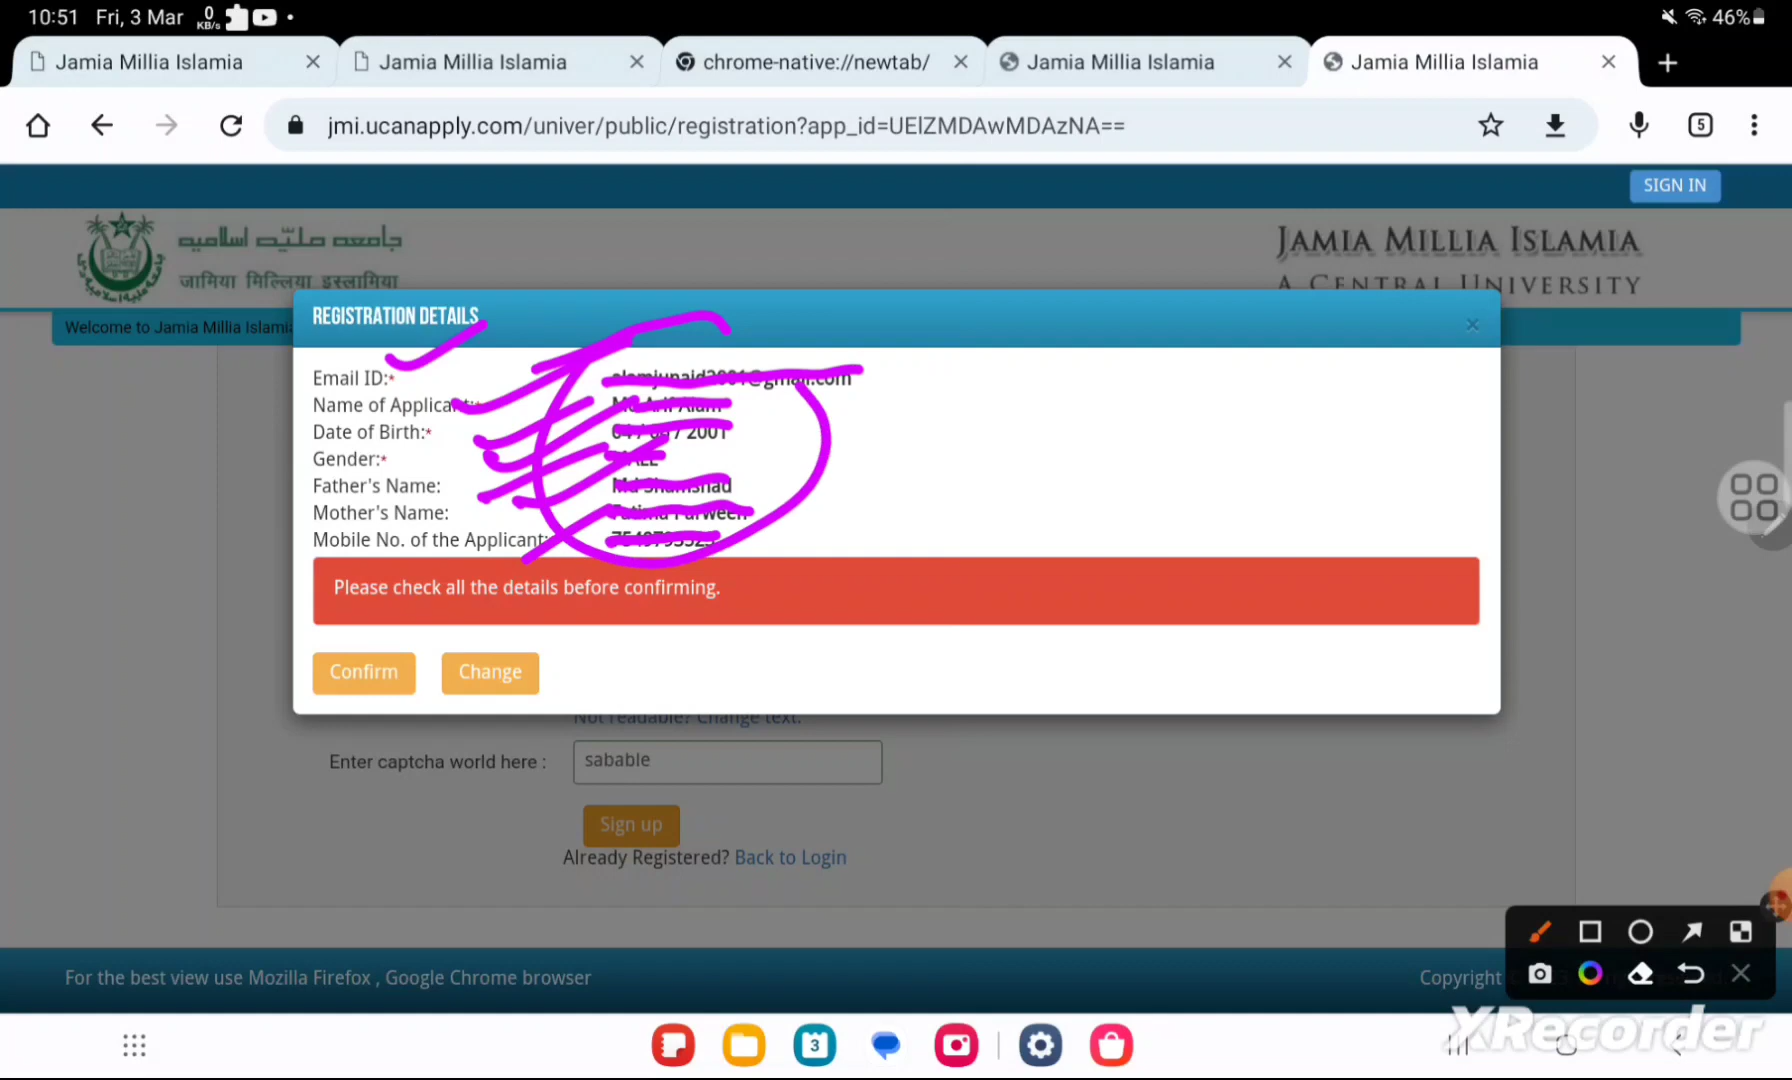 10:51 Fri, 3 Mar 0 KB/s 46%
Jamia Millia Islamia
Jamia Millia Islamia
chrome-native://newtab/
Jamia Millia Islamia
Jamia Millia Islamia
jmi.ucanapply.com/univer/public/registration?app_id=UElZMDAwMDAzNA==
5
SIGN IN
جامعہ ملیہ اسلامیہ
जामिया मिल्लिया इस्लामिया
JAMIA MILLIA ISLAMIA
A CENTRAL UNIVERSITY
Welcome to Jamia Millia Islamia
REGISTRATION DETAILS
Email ID:*
Name of Applicant:*
Date of Birth:* 2001
Gender:*
Father's Name:
Mother's Name:
Mobile No. of the Applicant:
Please check all the details before confirming.
Confirm Change
Not readable? Change text.
Enter captcha world here : sabable
Sign up
Already Registered? Back to Login
For the best view use Mozilla Firefox , Google Chrome browser
Copyright
3
XRecorder